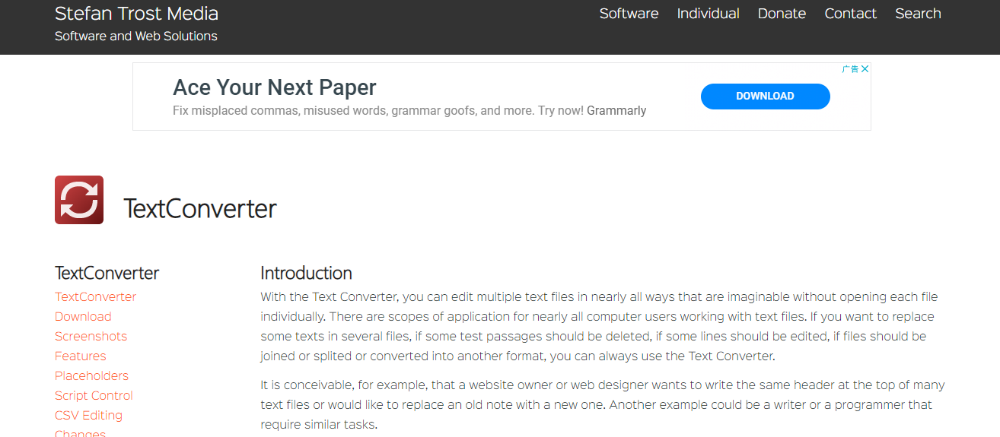 Stefan Trost Media
Software and Web Solutions
Software Individual Donate Contact Search
广告
Ace Your Next Paper
Fix misplaced commas, misused words, grammar goofs, and more. Try now! Grammarly
DOWNLOAD
TextConverter
TextConverter
TextConverter
Download
Screenshots
Features
Placeholders
Script Control
CSV Editing
Changes
Introduction
With the Text Converter, you can edit multiple text files in nearly all ways that are imaginable without opening each file
individually. There are scopes of application for nearly all computer users working with text files. If you want to replace
some texts in several files, if some test passages should be deleted, if some lines should be edited, if files should be
joined or splited or converted into another format, you can always use the Text Converter.
It is conceivable, for example, that a website owner or web designer wants to write the same header at the top of many
text files or would like to replace an old note with a new one. Another example could be a writer or a programmer that
require similar tasks.